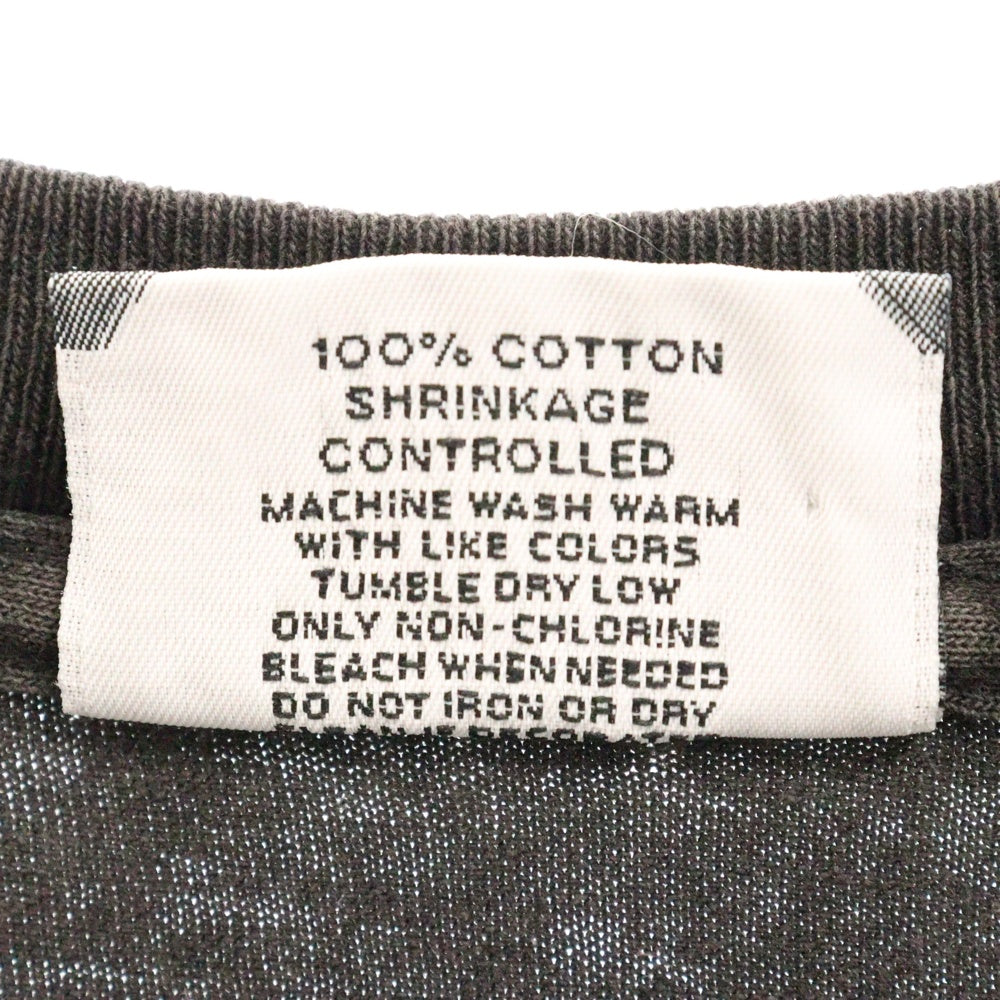 100% COTTON
SHRINKAGE
CONTROLLED
MACHINE WASH WARM
WITH LIKE COLORS
TUMBLE DRY LOW
ONLY NON-CHLORINE
BLEACH WHEN NEEDED
DO NOT IRON OR DRY